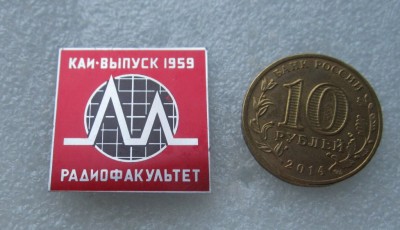 КАИ·ВЫПУСК 1959
РАДИОФАКУЛЬТЕТ
БАНК РОССИИ
10
РУБЛЕЙ
2014